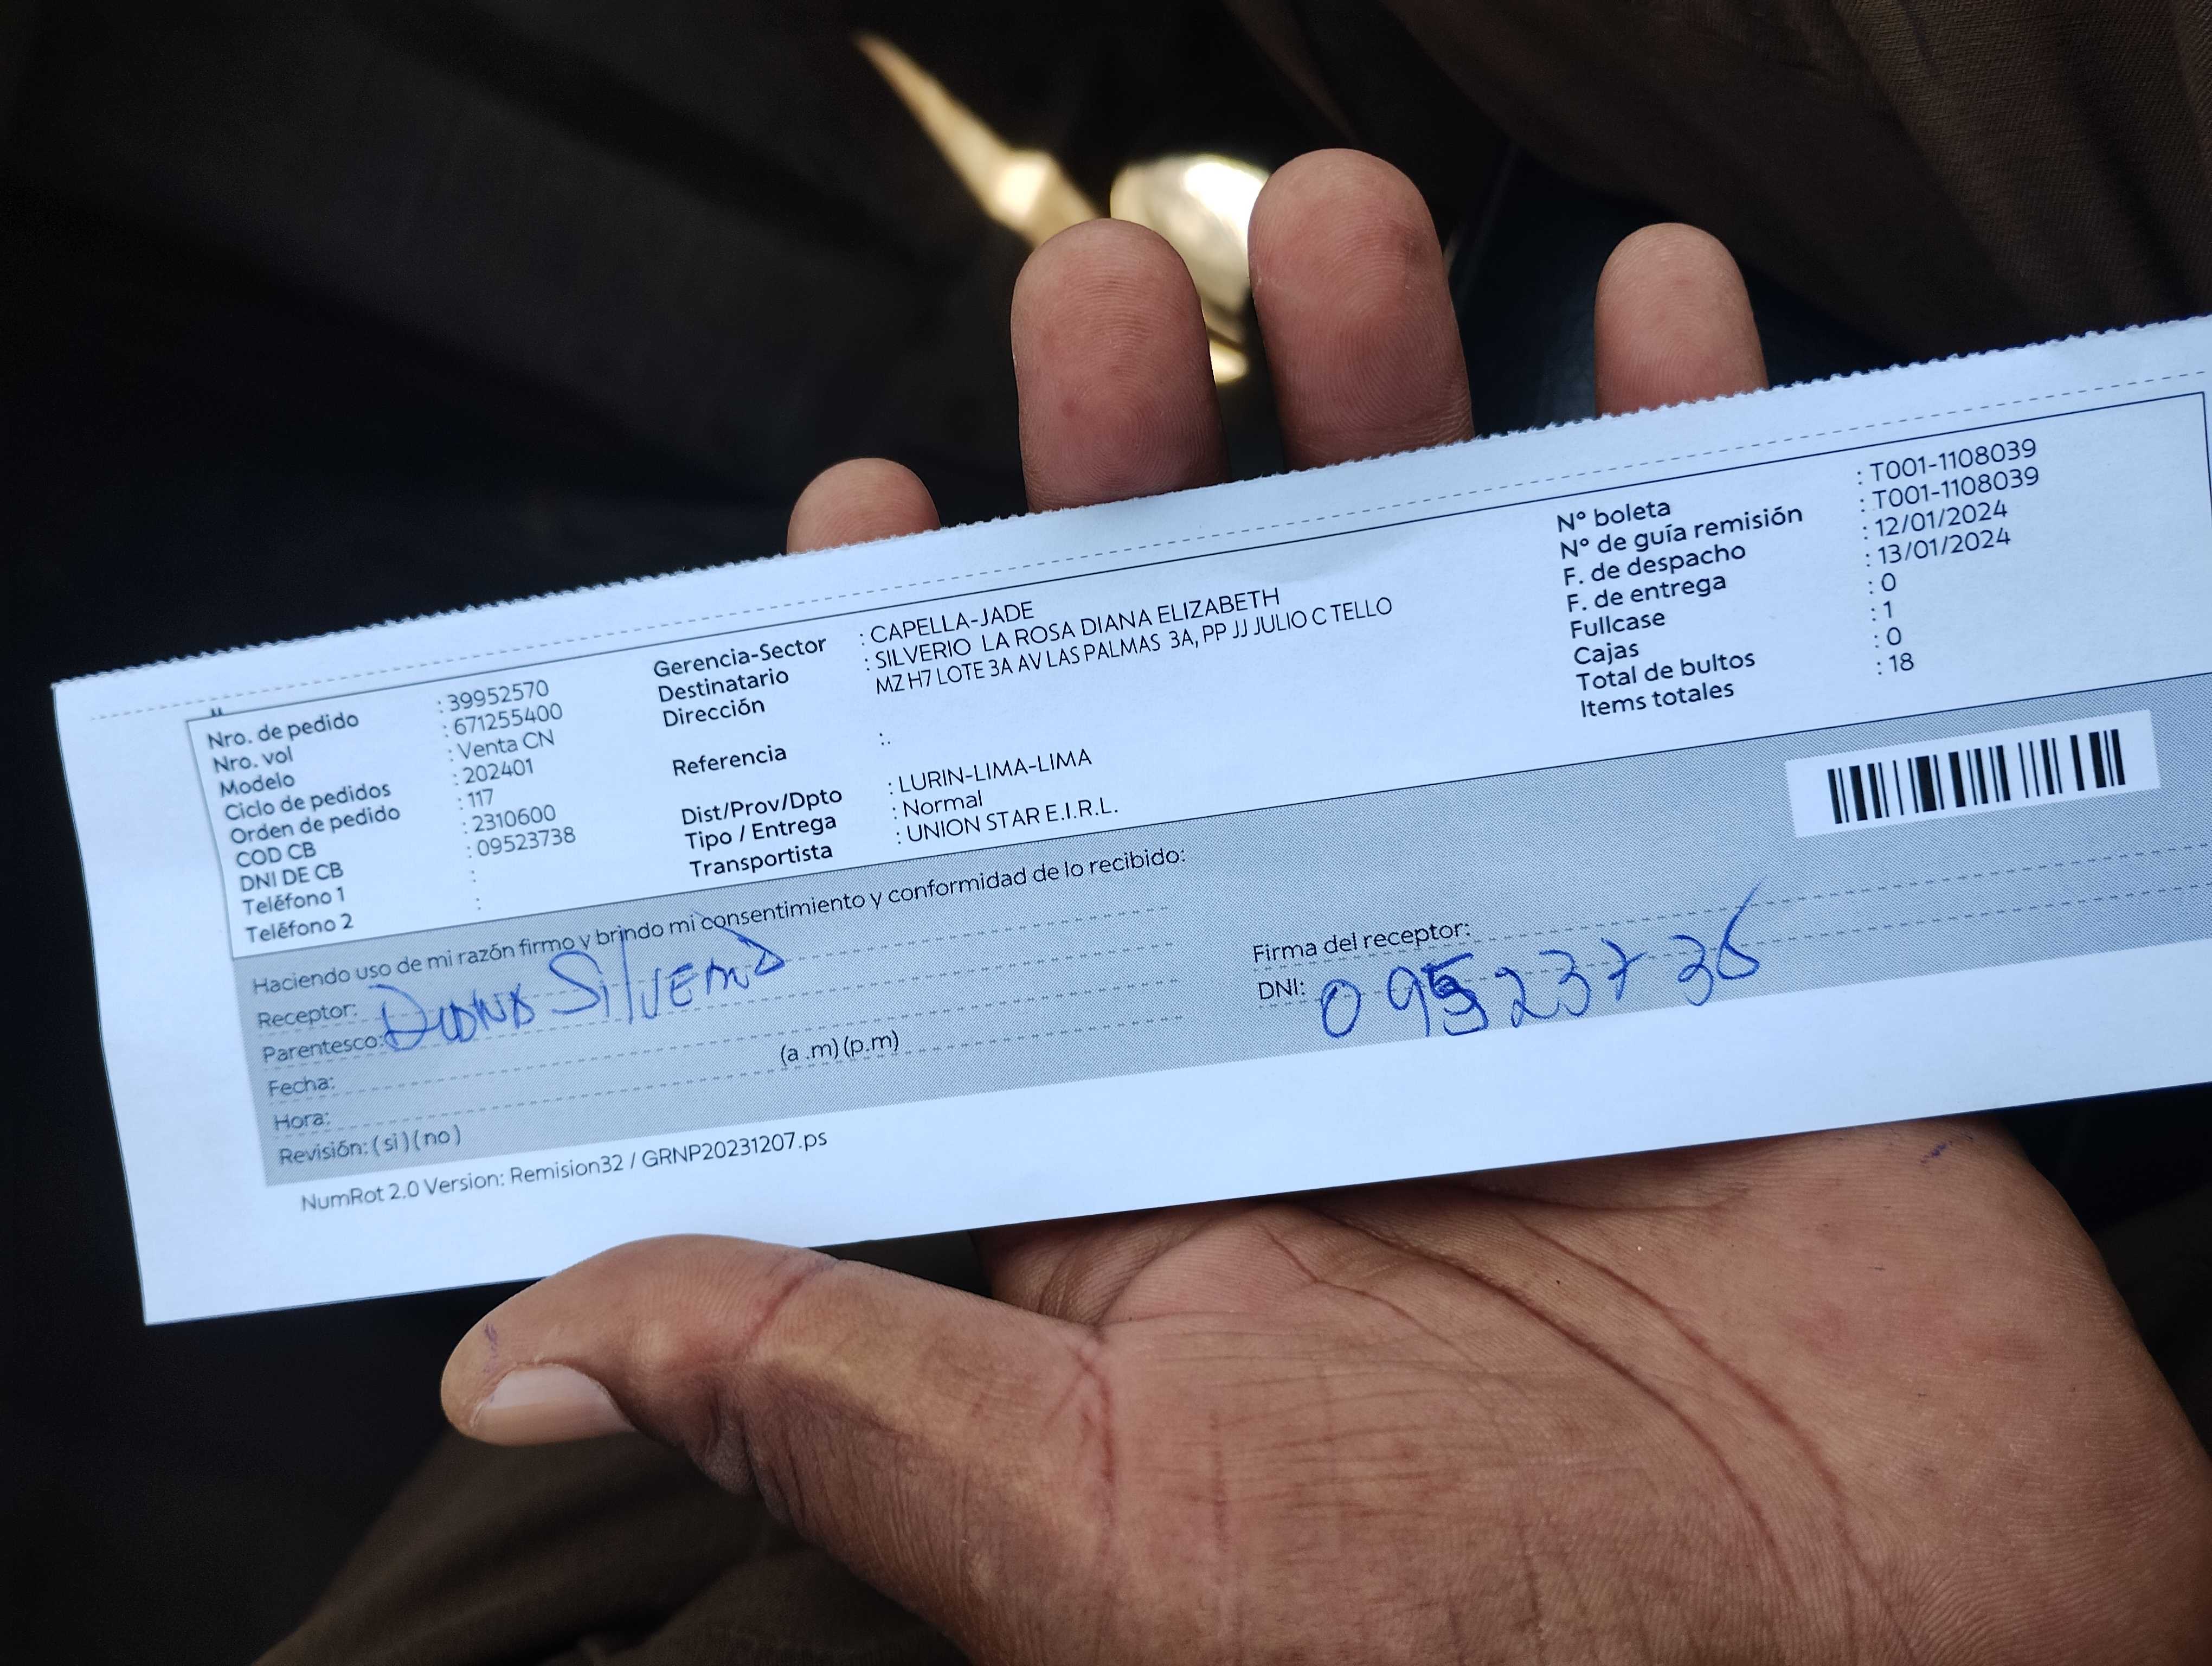 Nro. de pedido : 39952570
Nro. vol : 671255400
Modelo : Venta CN
Ciclo de pedidos : 202401
Orden de pedido : 117
COD CB : 2310600
DNI DE CB : 09523738
Teléfono 1 :
Teléfono 2 :
Gerencia-Sector : CAPELLA-JADE
Destinatario : SILVERIO LA ROSA DIANA ELIZABETH
Dirección MZ H7 LOTE 3A AV LAS PALMAS 3A, PP JJ JULIO C TELLO
Referencia :.
Dist/Prov/Dpto : LURIN-LIMA-LIMA
Tipo / Entrega : Normal
Transportista : UNION STAR E.I.R.L.
N° boleta : T001-1108039
N° de guía remisión : T001-1108039
F. de despacho : 12/01/2024
F. de entrega : 13/01/2024
Fullcase : 0
Cajas : 1
Total de bultos : 0
Items totales : 18
Haciendo uso de mi razón firmo y brindo mi consentimiento y conformidad de lo recibido:
Receptor: Diana Silverio
Parentesco:
Fecha:
Hora: (a .m) (p.m)
Revisión: ( si ) ( no )
Firma del receptor:
DNI: 09523736
NumRot 2.0 Version: Remision32 / GRNP20231207.ps